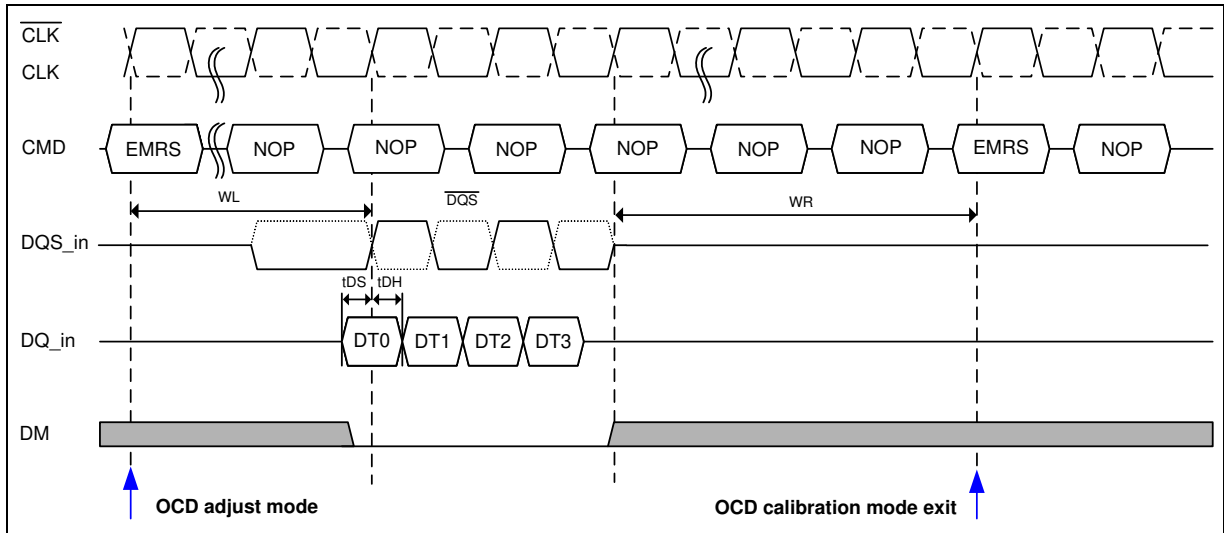 CLK
CLK
CMD EMRS NOP NOP NOP NOP NOP NOP EMRS NOP
WL DQS WR
DQS_in
tDS tDH
DQ_in DT0 DT1 DT2 DT3
DM
OCD adjust mode OCD calibration mode exit